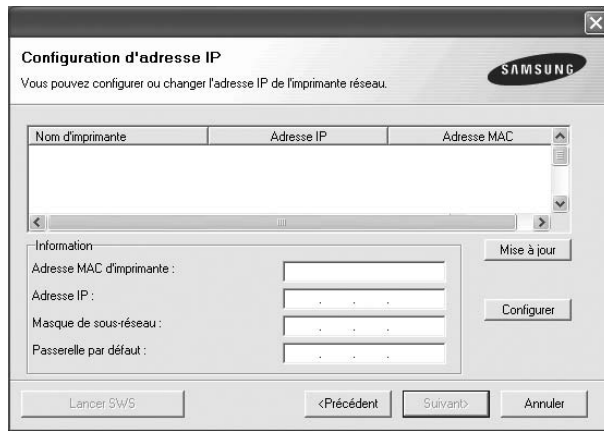 Configuration d'adresse IP
Vous pouvez configurer ou changer l'adresse IP de l'imprimante réseau.
SAMSUNG
Nom d'imprimante Adresse IP Adresse MAC
Information
Adresse MAC d'imprimante :
Adresse IP :
Masque de sous-réseau :
Passerelle par défaut :
Mise à jour
Configurer
Lancer SWS
<Précédent
Suivant>
Annuler